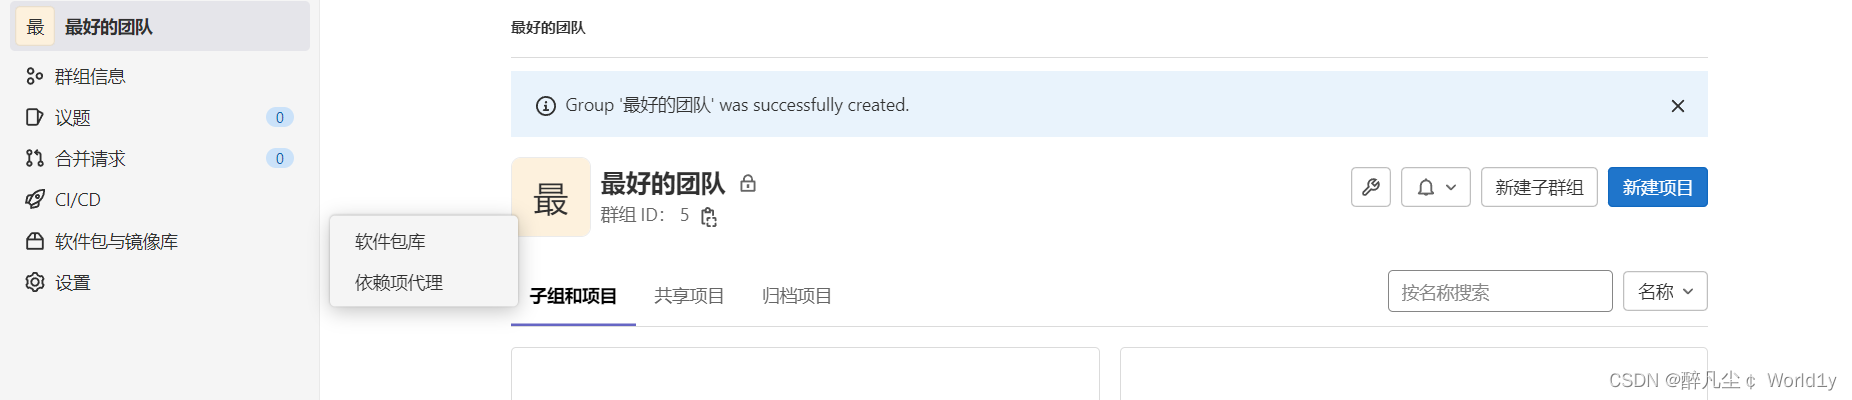 最 最好的团队
群组信息
议题 0
合并请求 0
CI/CD
软件包与镜像库
设置
软件包库
依赖项代理
最好的团队
Group '最好的团队' was successfully created.
最
最好的团队
群组 ID： 5
新建子群组
新建项目
子组和项目 共享项目 归档项目
按名称搜索
名称
CSDN @醉凡尘￠ World1y